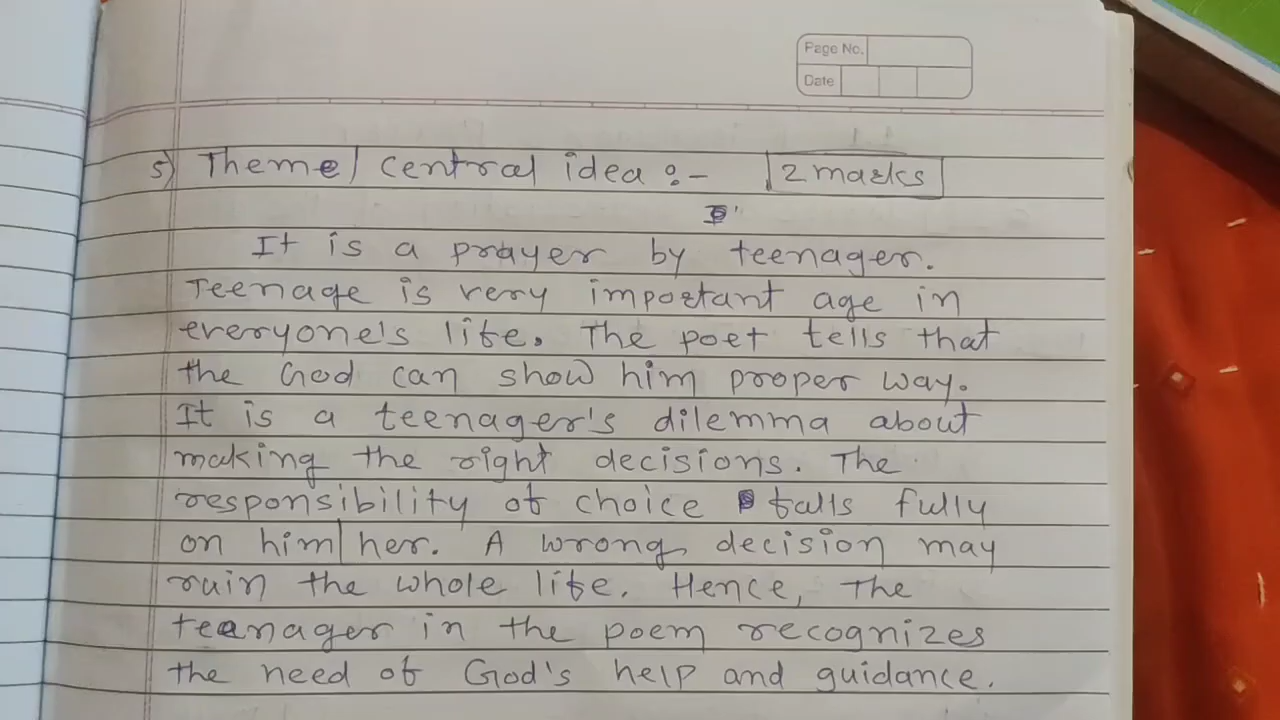 Page No.
Date
5) Theme/ central idea :- 2 marks
It is a prayer by teenager.
Teenage is very important age in
everyone's life. The poet tells that
the God can show him proper way.
It is a teenager's dilemma about
making the right decisions. The
responsibility of choice falls fully
on him/her. A wrong decision may
ruin the whole life. Hence, the
teenager in the poem recognizes
the need of God's help and guidance.